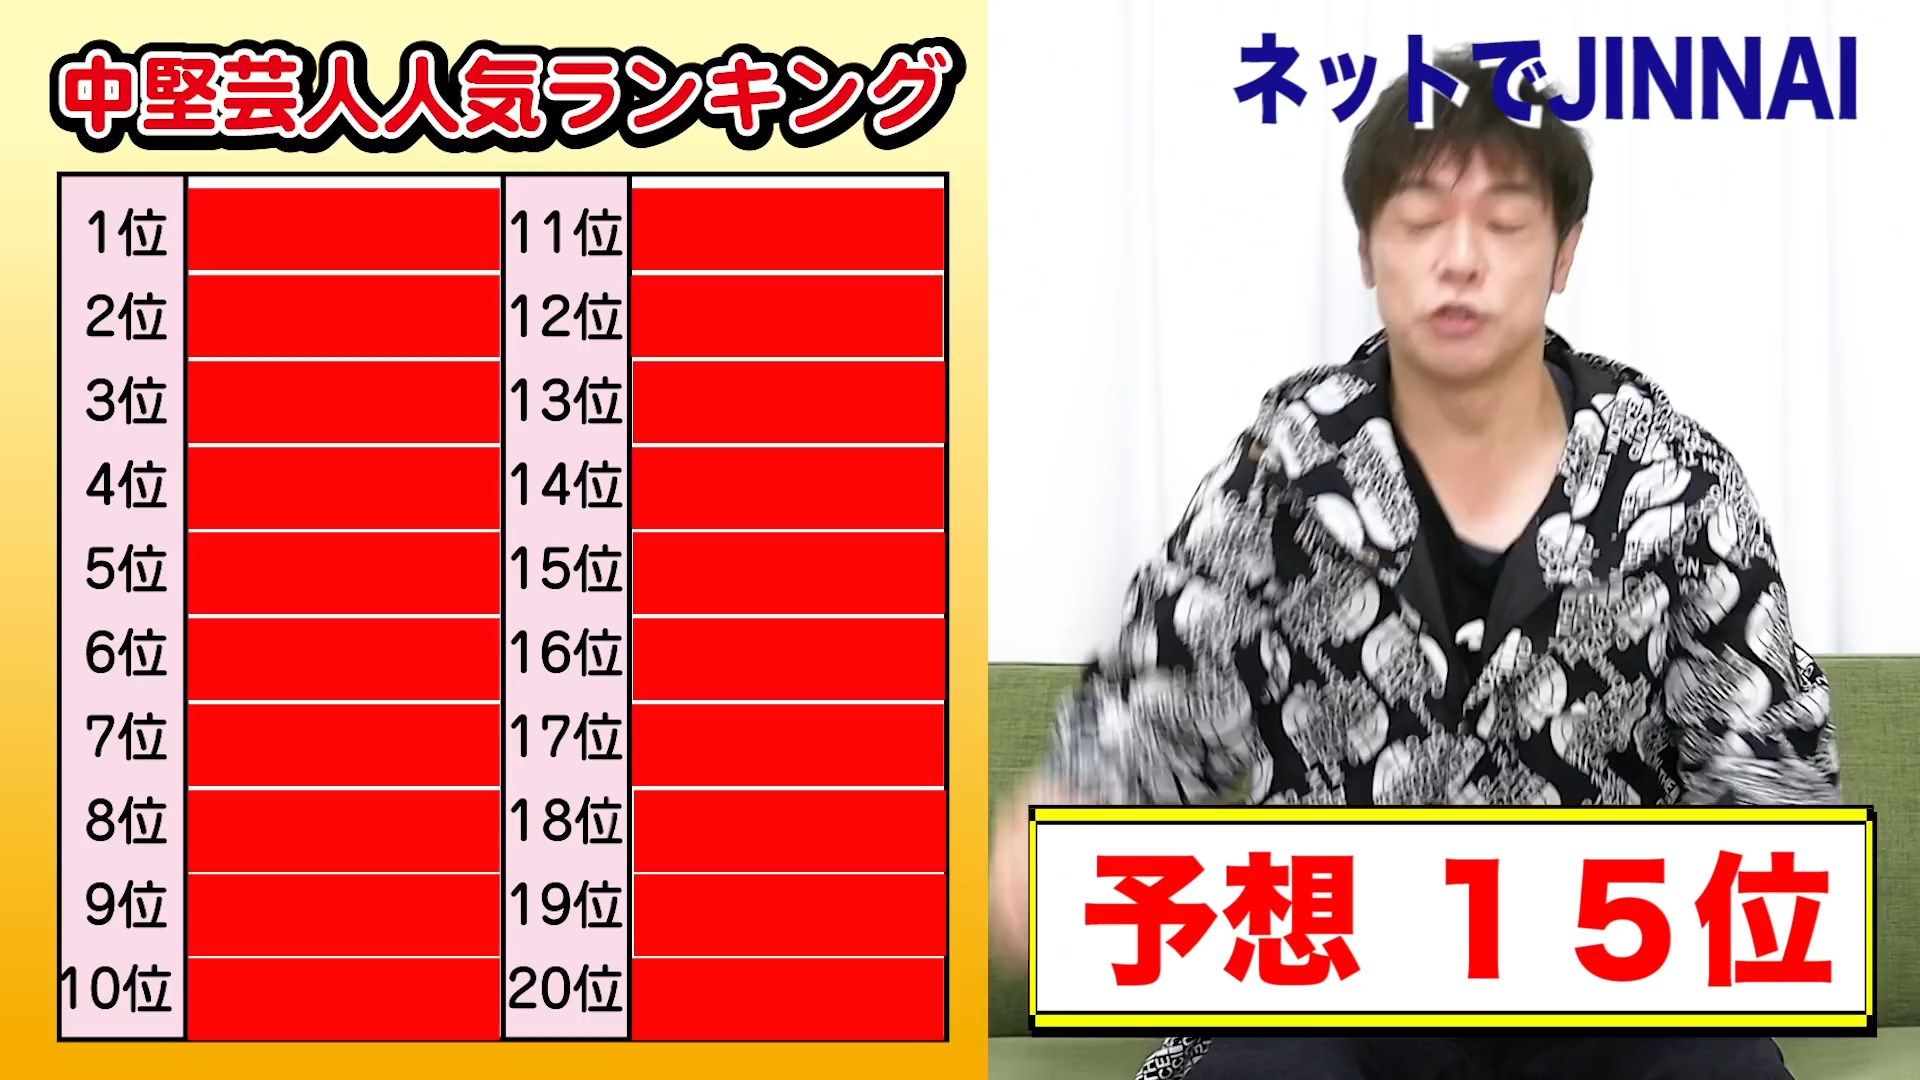 中堅芸人人気ランキング
1位
2位
3位
4位
5位
6位
7位
8位
9位
10位
11位
12位
13位
14位
15位
16位
17位
18位
19位
20位
ネットでJINNAI
予想 15位